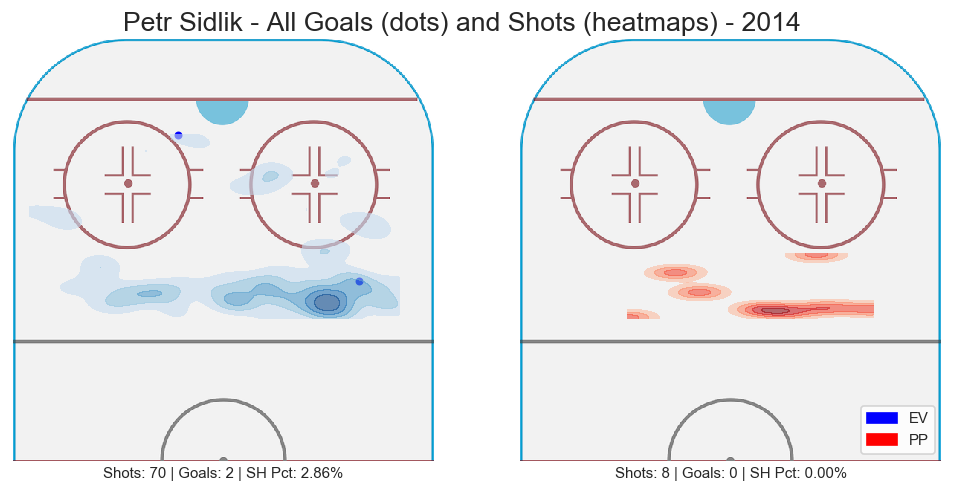 Petr Sidlik - All Goals (dots) and Shots (heatmaps) - 2014
EV
PP
Shots: 70 | Goals: 2 | SH Pct: 2.86%
Shots: 8 | Goals: 0 | SH Pct: 0.00%